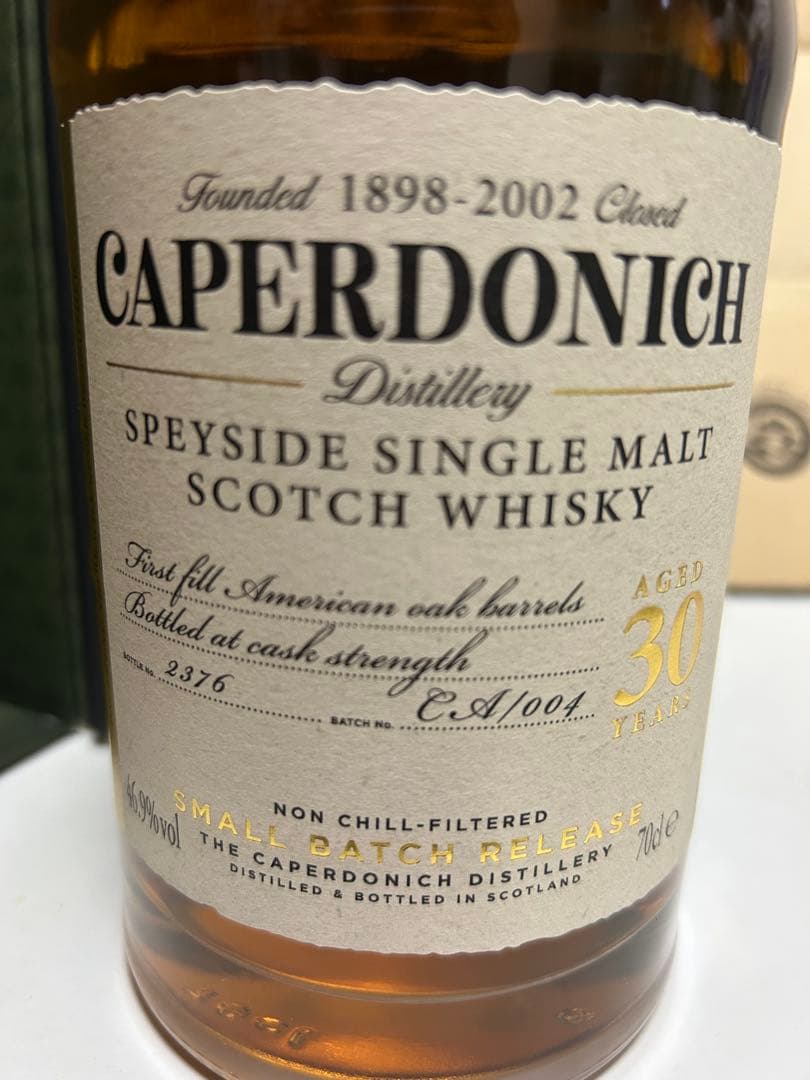 Founded 1898-2002 Closed
CAPERDONICH
Distillery
SPEYSIDE SINGLE MALT
SCOTCH WHISKY
First fill American oak barrels
Bottled at cask strength
BOTTLE No. 2376
BATCH No. CA/004
AGED
30
YEARS
NON CHILL-FILTERED
46.9%vol SMALL BATCH RELEASE 70cl e
THE CAPERDONICH DISTILLERY
DISTILLED & BOTTLED IN SCOTLAND